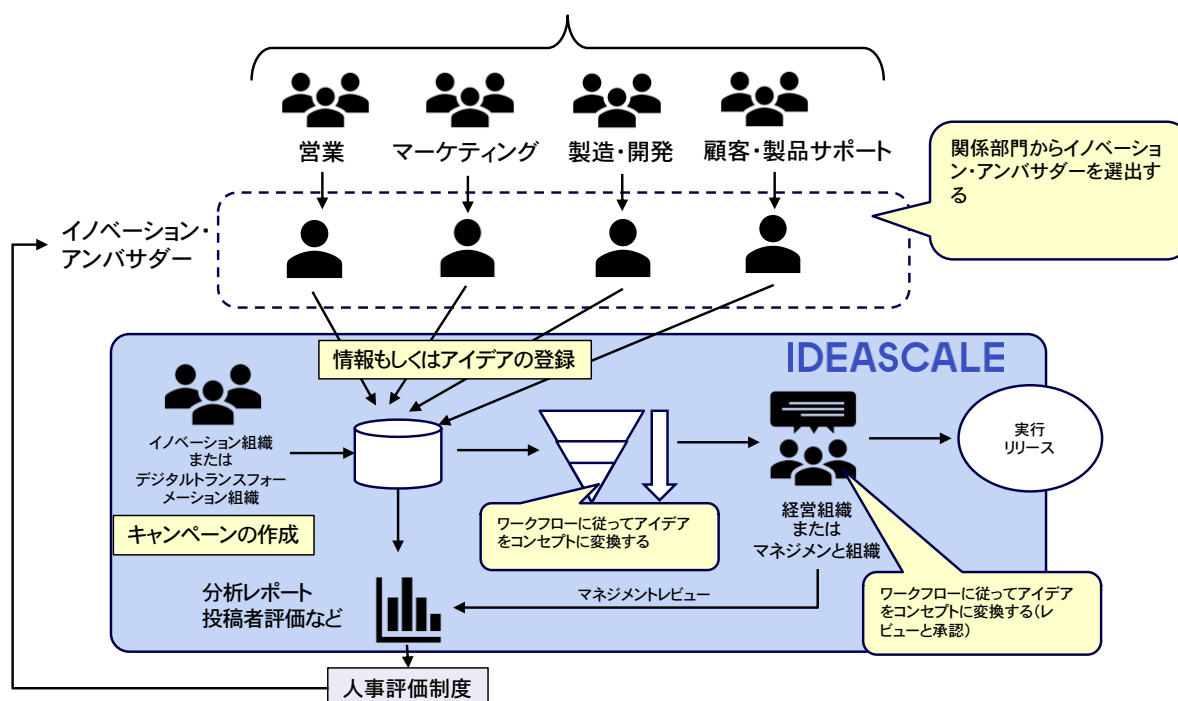 営業
マーケティング
製造・開発
顧客・製品サポート
関係部門からイノベーショ
ン・アンバサダーを選出す
る
イノベーション・
アンバサダー
情報もしくはアイデアの登録
IDEASCALE
イノベーション組織
または
デジタルトランスフォー
メーション組織
キャンペーンの作成
ワークフローに従ってアイデア
をコンセプトに変換する
経営組織
または
マネジメンと組織
実行
リリース
分析レポート
投稿者評価など
マネジメントレビュー
ワークフローに従ってアイデア
をコンセプトに変換する(レ
ビューと承認)
人事評価制度